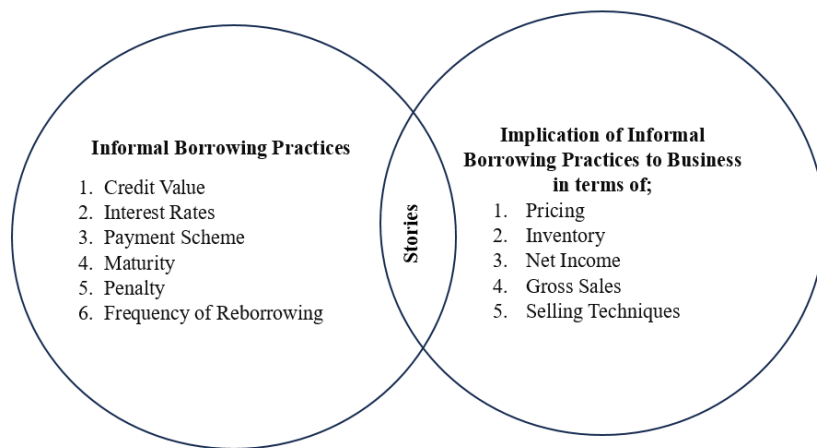 Informal Borrowing Practices
1. Credit Value
2. Interest Rates
3. Payment Scheme
4. Maturity
5. Penalty
6. Frequency of Reborrowing
Stories
Implication of Informal
Borrowing Practices to Business
in terms of;
1. Pricing
2. Inventory
3. Net Income
4. Gross Sales
5. Selling Techniques